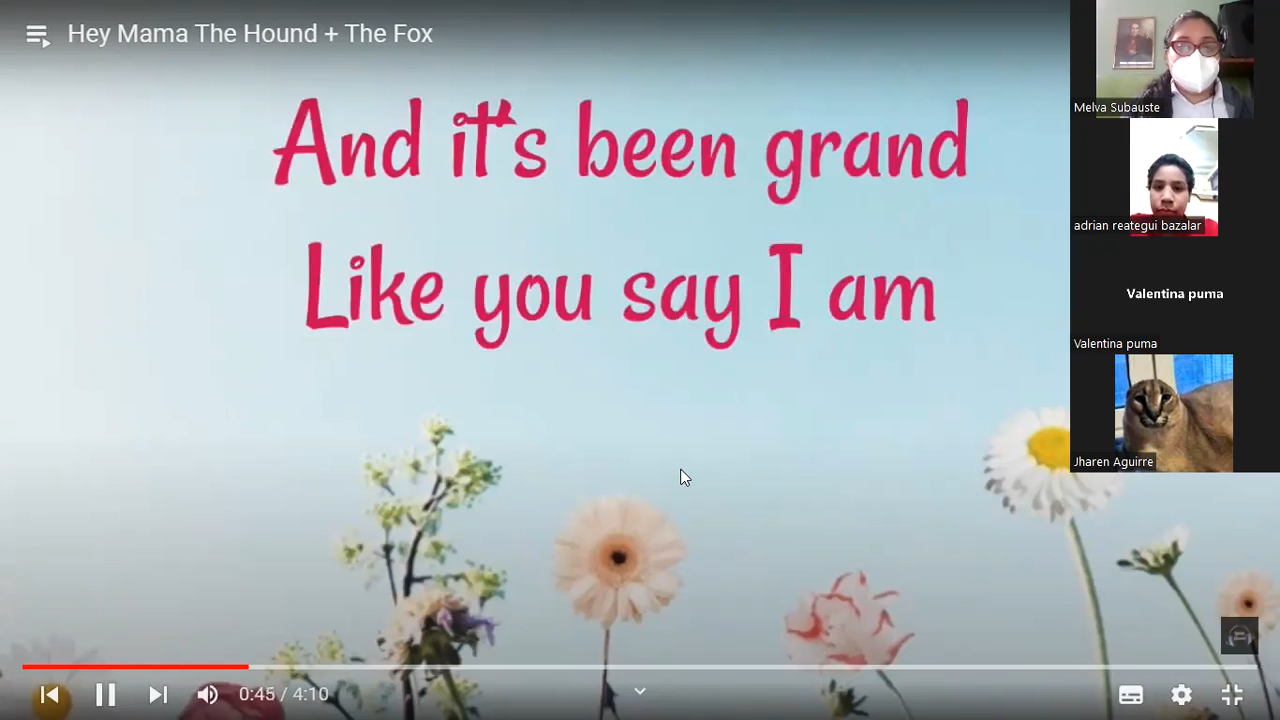 Hey Mama The Hound + The Fox
And it's been grand
Like you say I am
Melva Subauste
adrian reategui bazalar
Valentina puma
Valentina puma
Jharen Aguirre
0:45 / 4:10